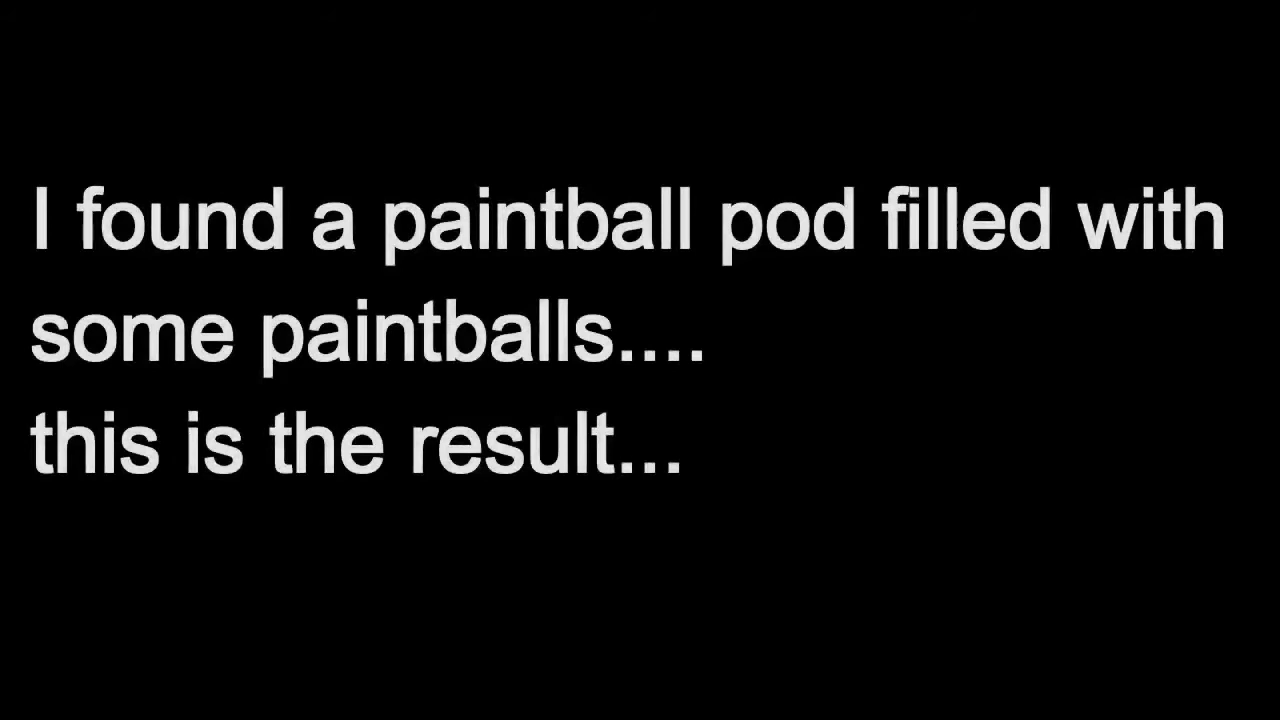 I found a paintball pod filled with
some paintballs....
this is the result...